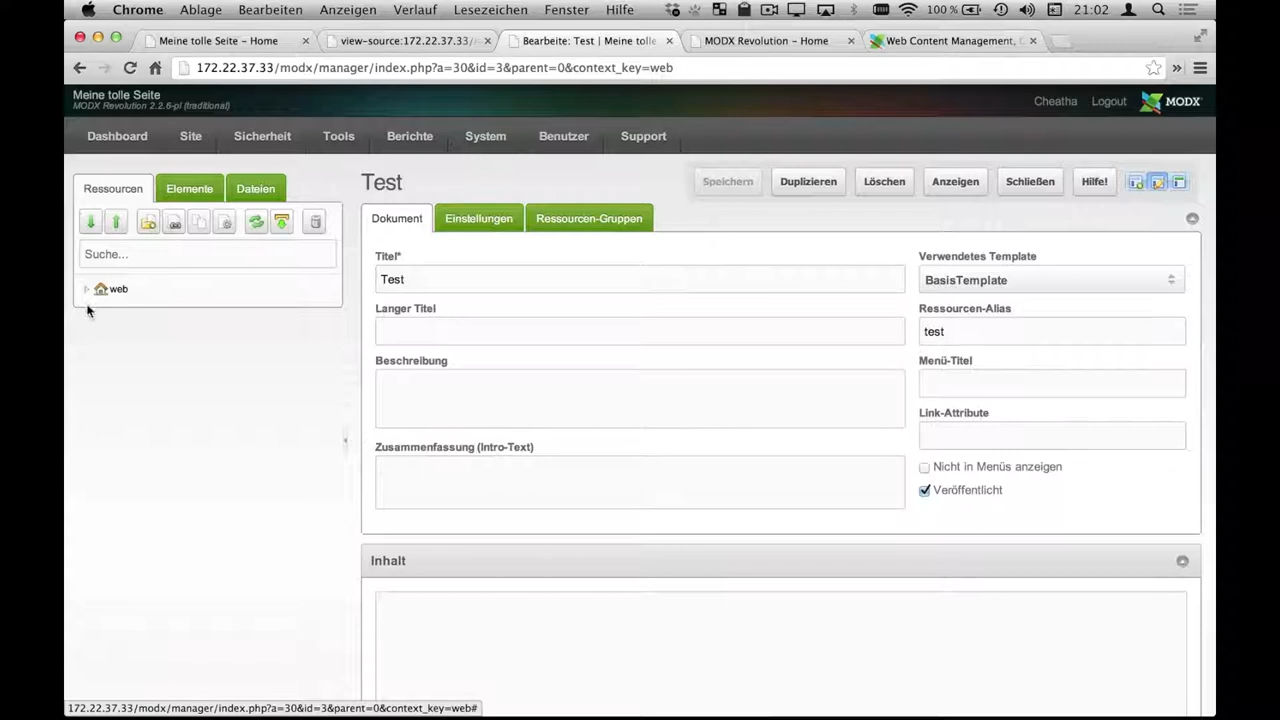 Chrome Ablage Bearbeiten Anzeigen Verlauf Lesezeichen Fenster Hilfe 100 % 21:02
Meine tolle Seite – Home view-source:172.22.37.33/m Bearbeite: Test | Meine tolle MODX Revolution – Home Web Content Management, C
172.22.37.33/modx/manager/index.php?a=30&id=3&parent=0&context_key=web »
Meine tolle Seite
MODX Revolution 2.2.6-pl (traditional)
Cheatha Logout MODX
Dashboard Site Sicherheit Tools Berichte System Benutzer Support
Ressourcen Elemente Dateien
Suche...
web
Test
Speichern Duplizieren Löschen Anzeigen Schließen Hilfe!
Dokument Einstellungen Ressourcen-Gruppen
Titel*
Test
Langer Titel
Beschreibung
Zusammenfassung (Intro-Text)
Verwendetes Template
BasisTemplate
Ressourcen-Alias
test
Menü-Titel
Link-Attribute
Nicht in Menüs anzeigen
Veröffentlicht
Inhalt
172.22.37.33/modx/manager/index.php?a=30&id=3&parent=0&context_key=web#